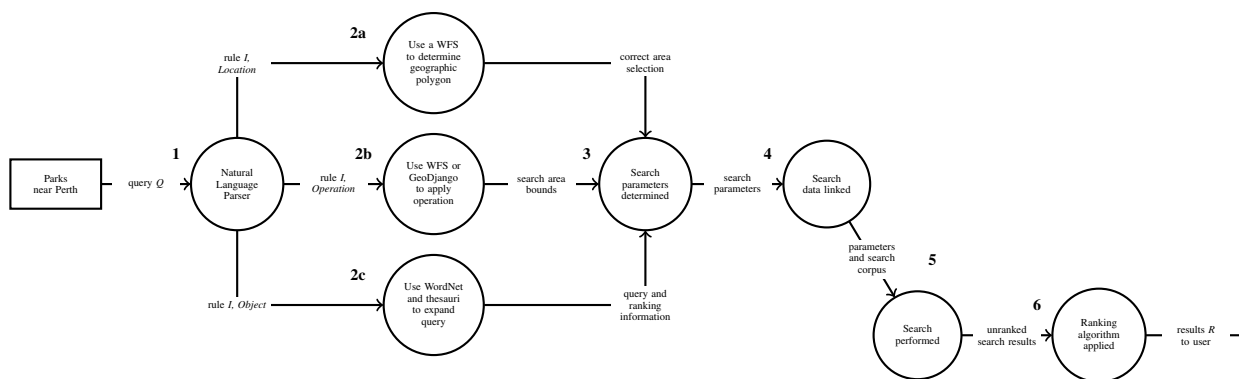 2a
Use a WFS
to determine
geographic
polygon
rule I,
Location
correct area
selection
1
2b
3
4
Parks
near Perth
query Q
Natural
Language
Parser
rule I,
Operation
Use WFS or
GeoDjango
to apply
operation
search area
bounds
Search
parameters
determined
search
parameters
Search
data linked
2c
rule I, Object
Use WordNet
and thesauri
to expand
query
query and
ranking
information
parameters
and search
corpus
5
Search
performed
unranked
search results
6
Ranking
algorithm
applied
results R
to user